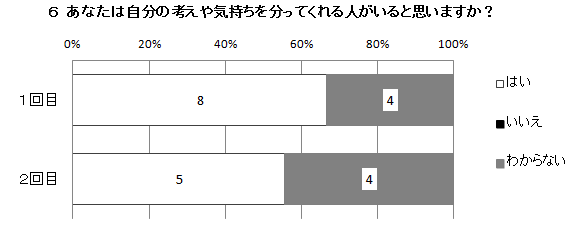 ６ あなたは自分の考えや気持ちを分ってくれる人がいると思いますか？
0% 20% 40% 60% 80% 100%
１回目 8 4
２回目 5 4
はい
いいえ
わからない